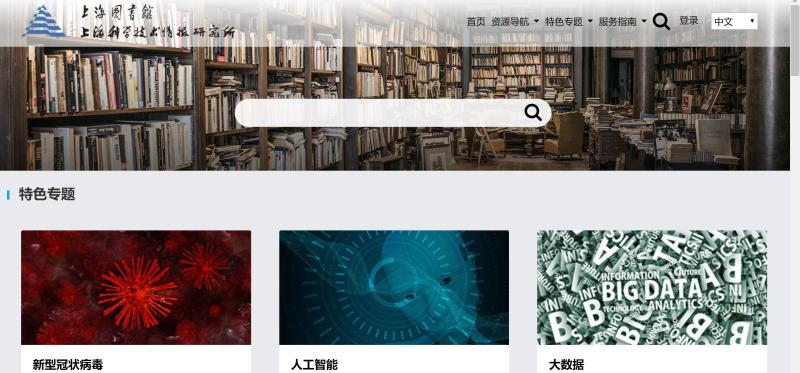 上海图书館
上海科学技术情报研究所
首页 资源导航 特色专题 服务指南 登录 中文
特色专题
INFORMATION
& FUTURE
BIG DATA
TECHNOLOGY ANALYTICS
新型冠状病毒
人工智能
大数据